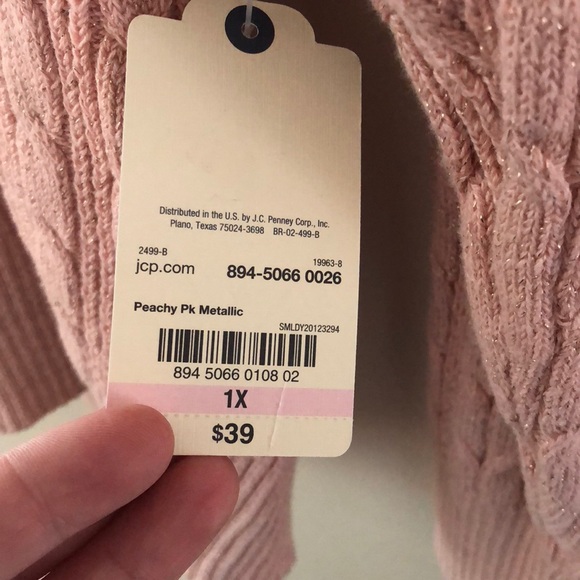 Distributed in the U.S. by J.C. Penney Corp., Inc.
Plano, Texas 75024-3698 BR-02-499-B
2499-B 19963-8
jcp.com 894-5066 0026
Peachy Pk Metallic
SMLDY20123294
894 5066 0108 02
1X
$39